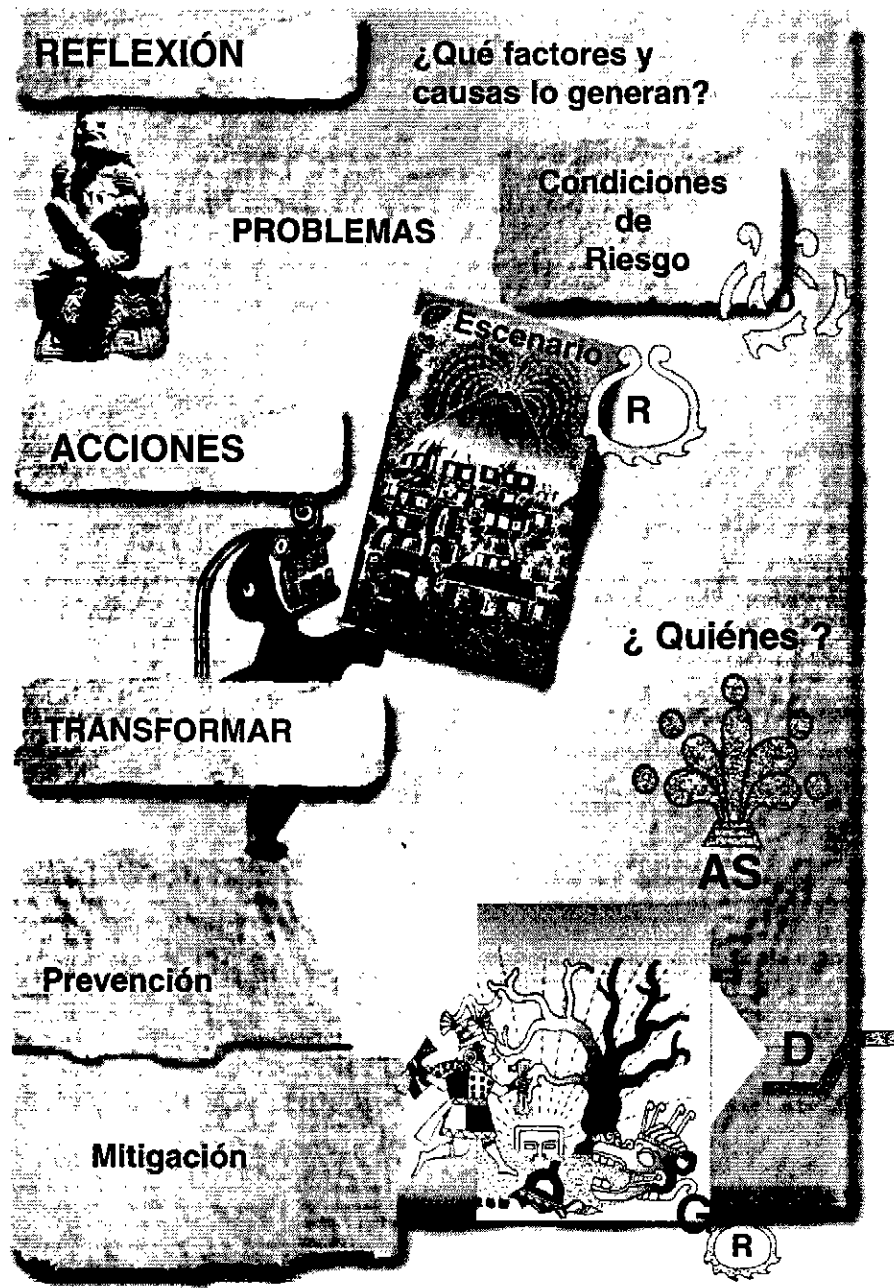 REFLEXIÓN
¿Qué factores y
causas lo generan?
PROBLEMAS
Condiciones
de
Riesgo
Escenario
R
ACCIONES
¿ Quiénes ?
TRANSFORMAR
AS
Prevención
D
Mitigación
G
R